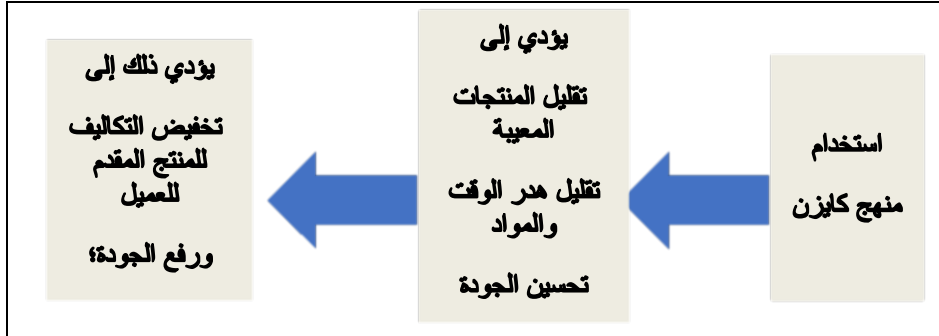 استخدام
منهج كايزن
يؤدي إلى
تقليل المنتجات
المعيبة
تقليل هدر الوقت
والمواد
تحسين الجودة
يؤدي ذلك إلى
تخفيض التكاليف
للمنتج المقدم
للعميل
ورفع الجودة؛